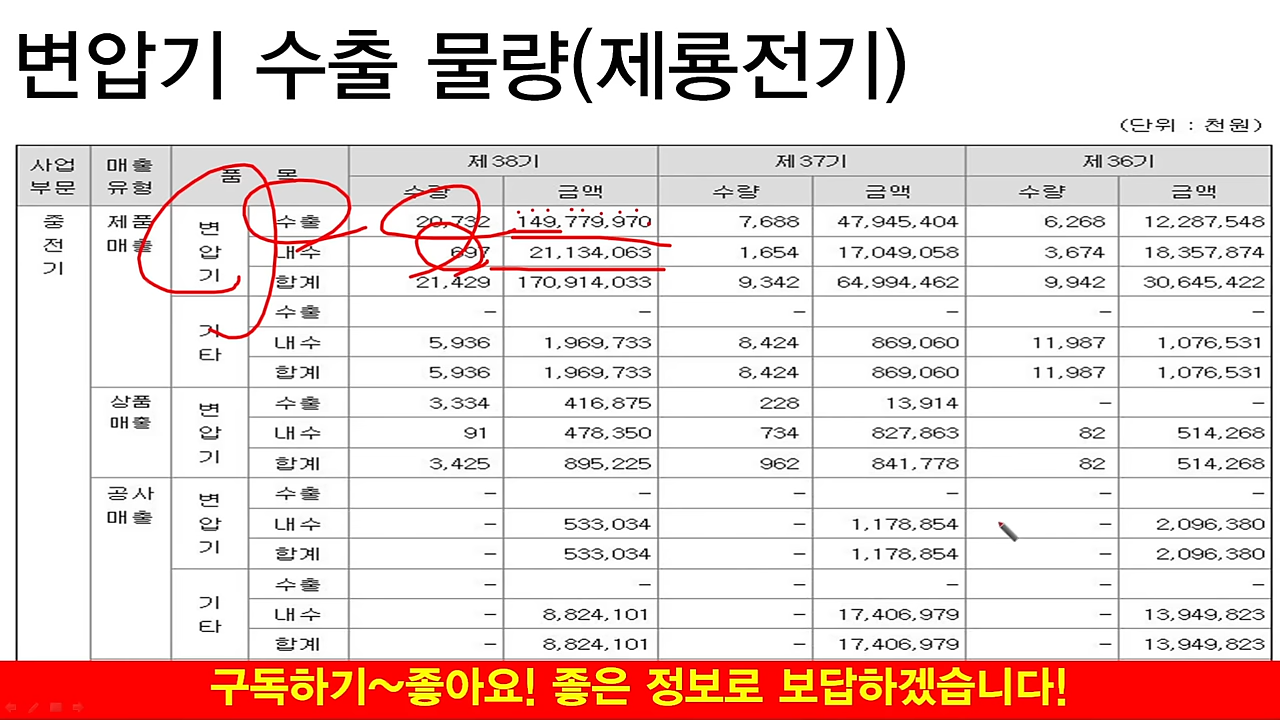 변압기 수출 물량(제룡전기)
(단위 : 천원)
사업부문 매출유형 품 목 제38기 제37기 제36기
수량 금액 수량 금액 수량 금액
중전기 제품매출 변압기 수출 20,732 149,779,970 7,688 47,945,404 6,268 12,287,548
내수 697 21,134,063 1,654 17,049,058 3,674 18,357,874
합계 21,429 170,914,033 9,342 64,994,462 9,942 30,645,422
기타 수출 - - - - - -
내수 5,936 1,969,733 8,424 869,060 11,987 1,076,531
합계 5,936 1,969,733 8,424 869,060 11,987 1,076,531
상품매출 변압기 수출 3,334 416,875 228 13,914 - -
내수 91 478,350 734 827,863 82 514,268
합계 3,425 895,225 962 841,778 82 514,268
공사매출 변압기 수출 - - - - - -
내수 - 533,034 - 1,178,854 - 2,096,380
합계 - 533,034 - 1,178,854 - 2,096,380
기타 수출 - - - - - -
내수 - 8,824,101 - 17,406,979 - 13,949,823
합계 - 8,824,101 - 17,406,979 - 13,949,823
구독하기~좋아요! 좋은 정보로 보답하겠습니다!